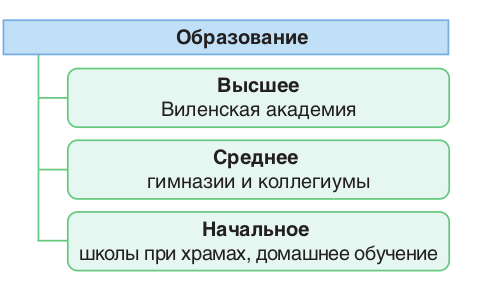 Образование
Высшее
Виленская академия
Среднее
гимназии и коллегиумы
Начальное
школы при храмах, домашнее обучение